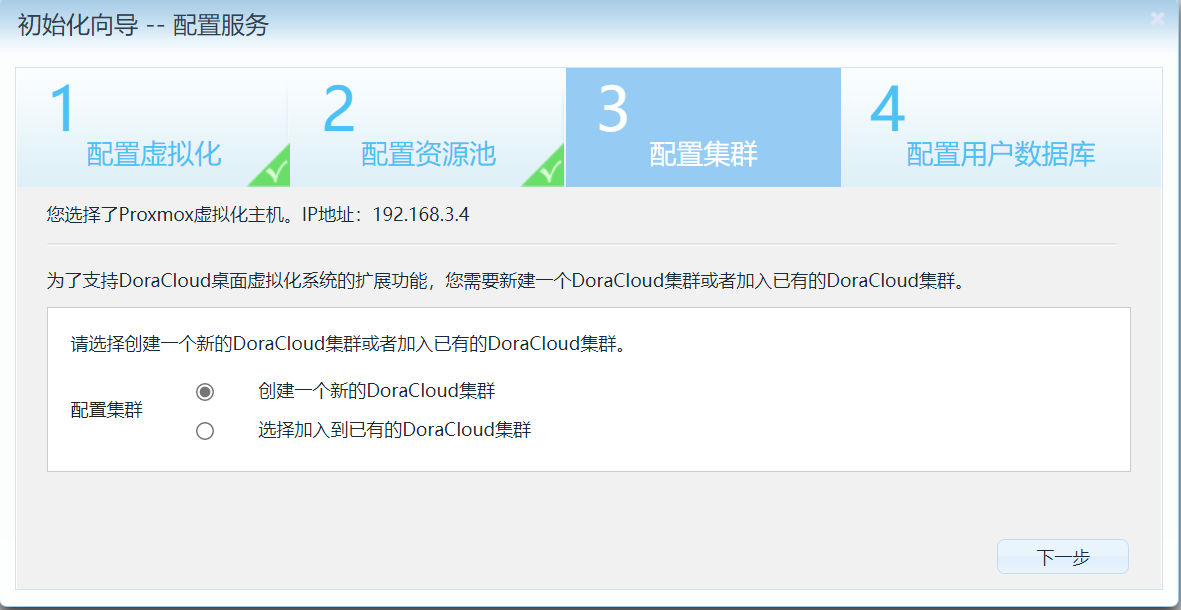 初始化向导 -- 配置服务
1
配置虚拟化
2
配置资源池
3
配置集群
4
配置用户数据库
您选择了Proxmox虚拟化主机。IP地址：192.168.3.4
为了支持DoraCloud桌面虚拟化系统的扩展功能，您需要新建一个DoraCloud集群或者加入已有的DoraCloud集群。
请选择创建一个新的DoraCloud集群或者加入已有的DoraCloud集群。
配置集群
创建一个新的DoraCloud集群
选择加入到已有的DoraCloud集群
下一步